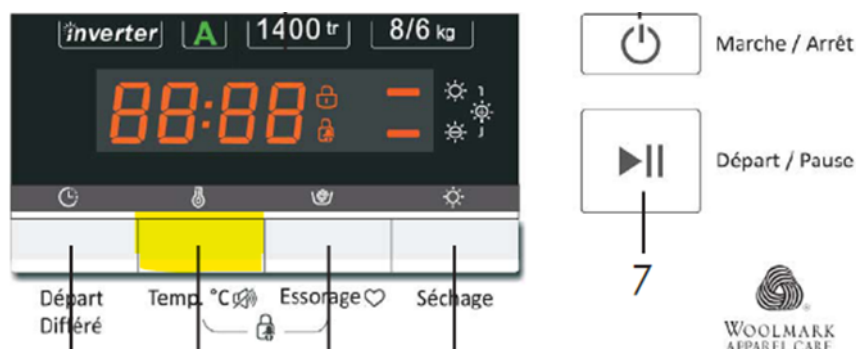 inverter A 1400 tr 8/6 kg
Marche / Arrêt
88:88
Départ / Pause
7
Départ Différé
Temp. °C
Essorage
Séchage
WOOLMARK
APPAREL CARE